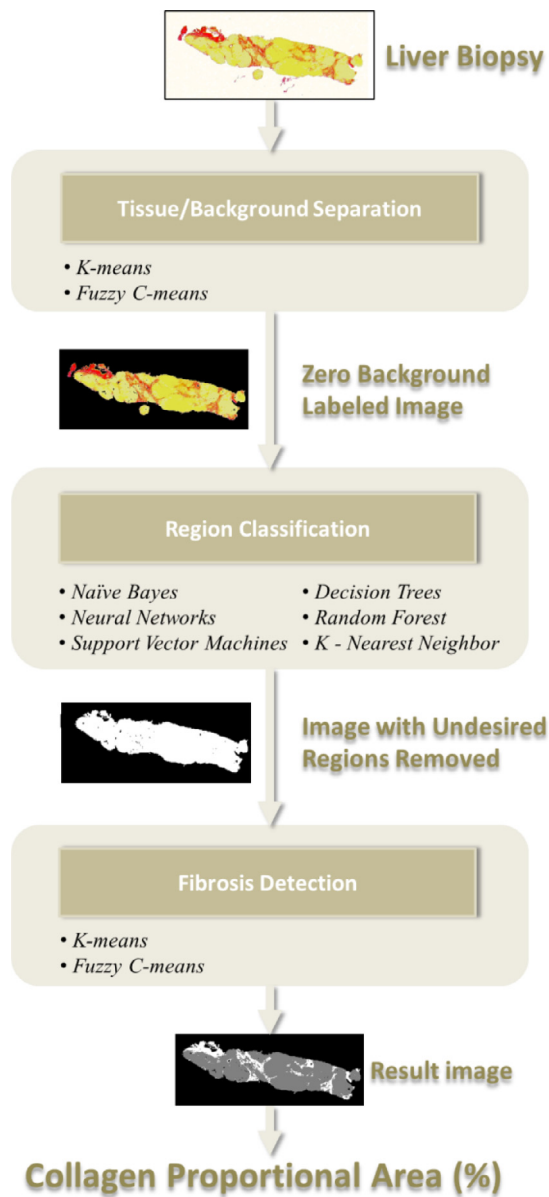 Liver Biopsy
Tissue/Background Separation
• K-means
• Fuzzy C-means
Zero Background
Labeled Image
Region Classification
• Naïve Bayes
• Neural Networks
• Support Vector Machines
• Decision Trees
• Random Forest
• K - Nearest Neighbor
Image with Undesired
Regions Removed
Fibrosis Detection
• K-means
• Fuzzy C-means
Result image
Collagen Proportional Area (%)